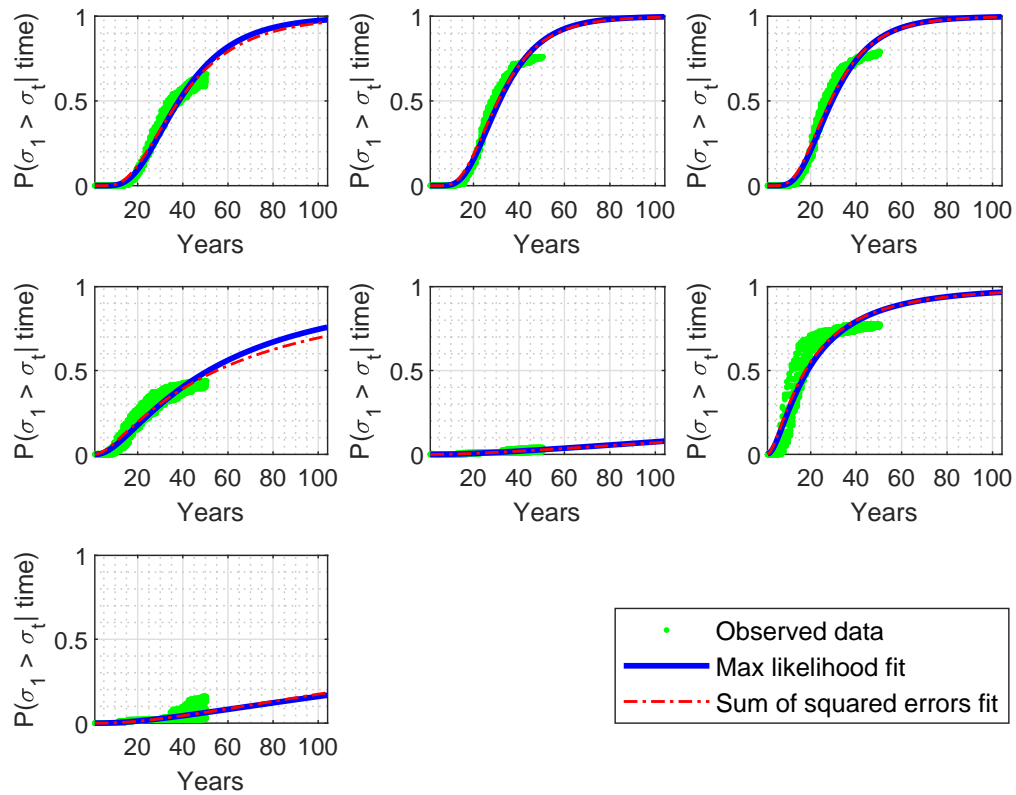 1
0.5
0
P(σ1 > σt| time)
20 40 60 80 100
Years
1
0.5
0
P(σ1 > σt| time)
20 40 60 80 100
Years
1
0.5
0
P(σ1 > σt| time)
20 40 60 80 100
Years
1
0.5
0
P(σ1 > σt| time)
20 40 60 80 100
Years
1
0.5
0
P(σ1 > σt| time)
20 40 60 80 100
Years
1
0.5
0
P(σ1 > σt| time)
20 40 60 80 100
Years
1
0.5
0
P(σ1 > σt| time)
20 40 60 80 100
Years
Observed data
Max likelihood fit
Sum of squared errors fit